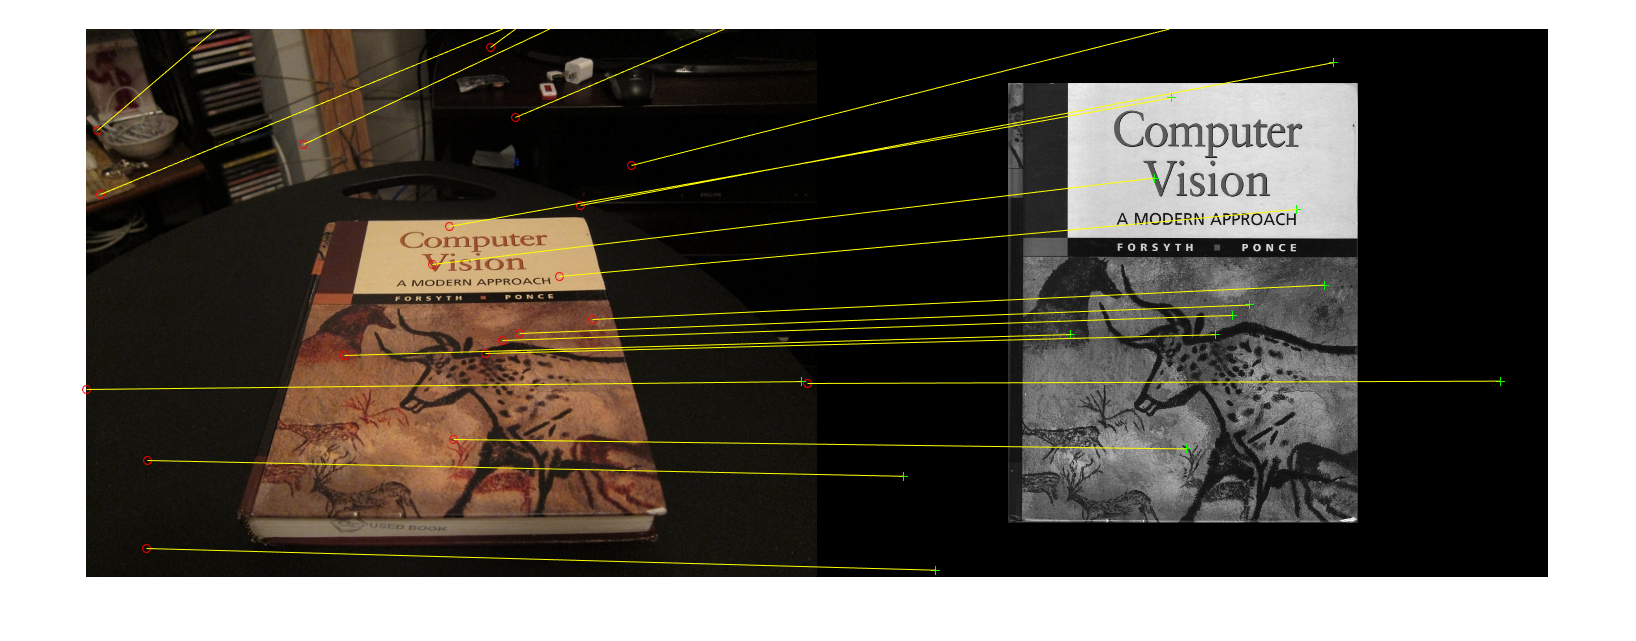 Computer
Vision
A MODERN APPROACH
FORSYTH ■ PONCE
USED BOOK
Computer
Vision
A MODERN APPROACH
FORSYTH ■ PONCE